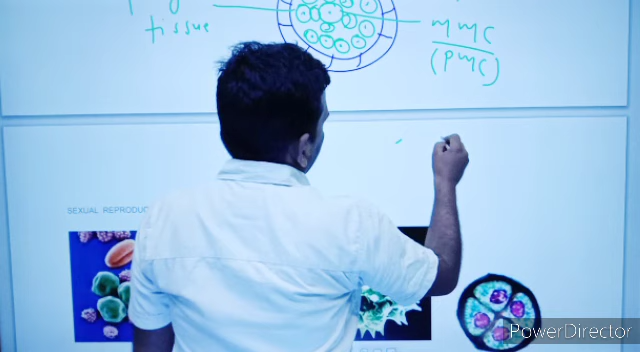 tissue
MMC
(PMC)
SEXUAL REPRODUC
PowerDirector